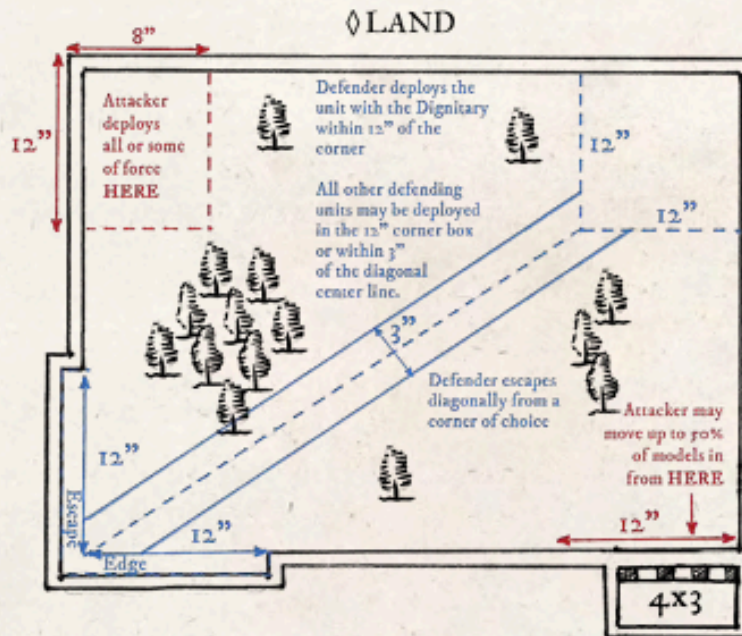 ◊LAND
8”
12”
Attacker
deploys
all or some
of force
HERE
Defender deploys the
unit with the Dignitary
within 12” of the
corner
12”
12”
All other defending
units may be deployed
in the 12” corner box
or within 3”
of the diagonal
center line.
3”
Defender escapes
diagonally from a
corner of choice
Attacker may
move up to 50%
of models in
from HERE
12”
12”
Escape
12”
Edge
4x3